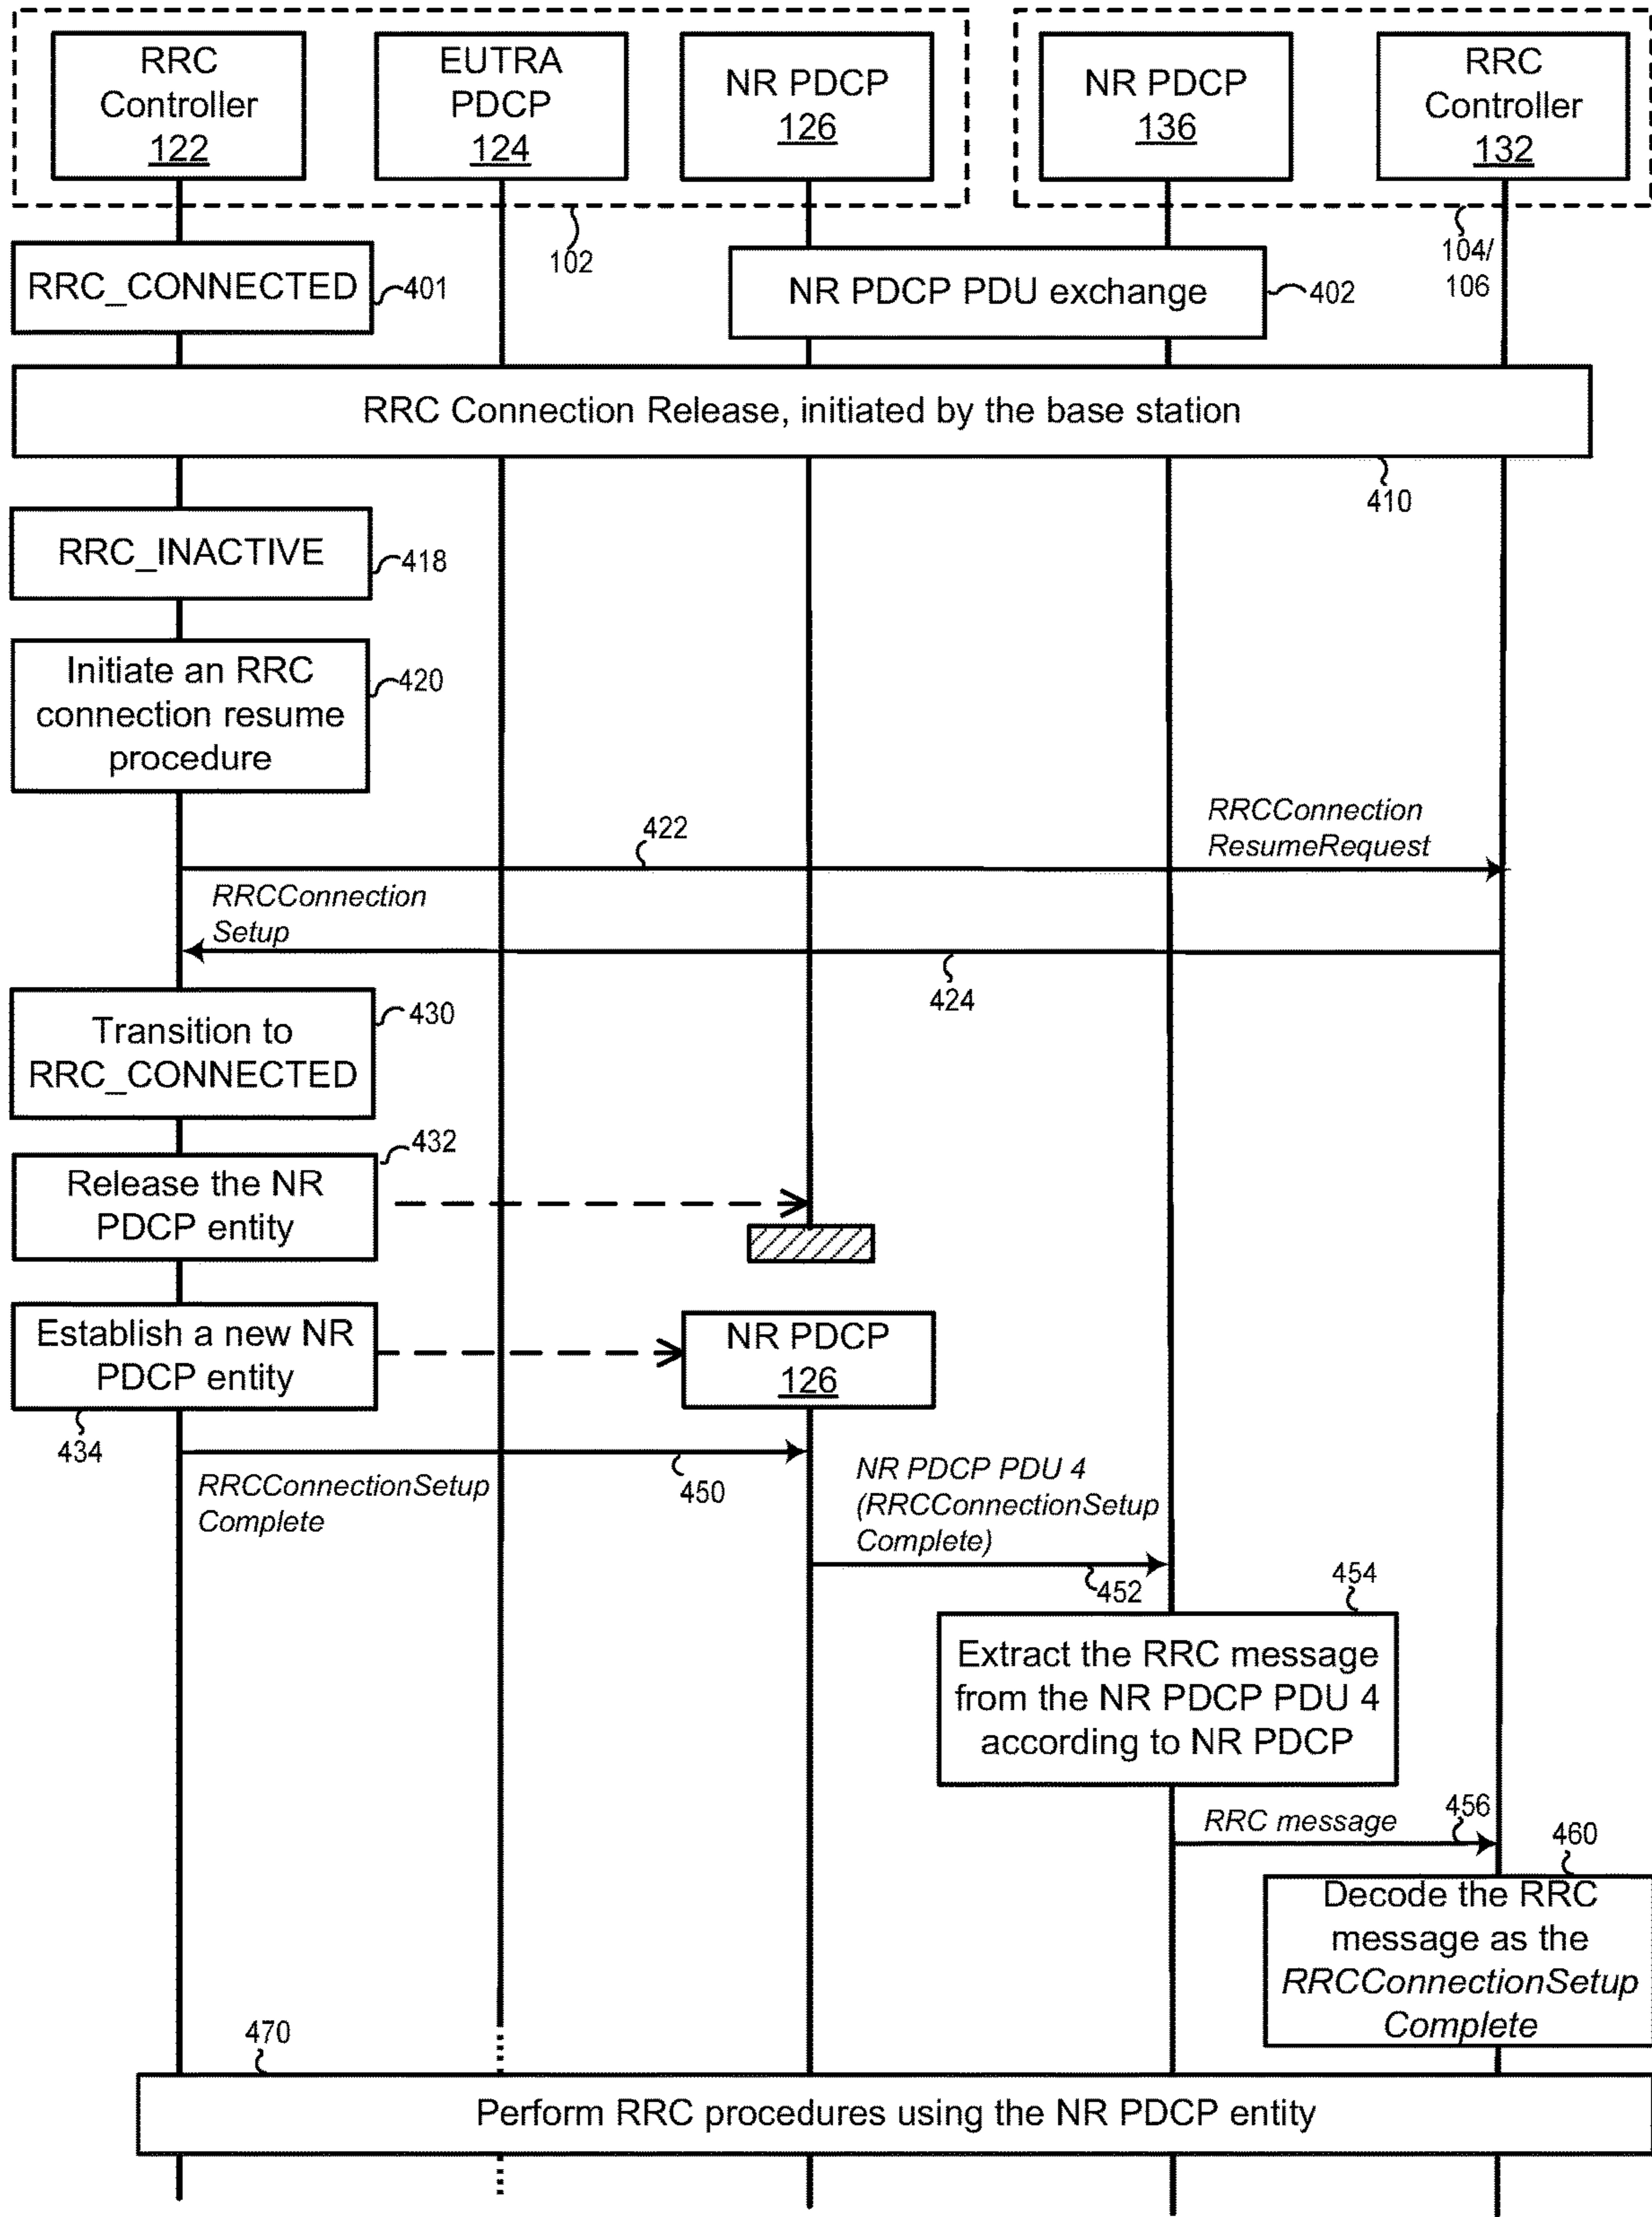 RRC
Controller
122
EUTRA
PDCP
124
NR PDCP
126
NR PDCP
136
RRC
Controller
132
102
104/
106
RRC_CONNECTED
401
NR PDCP PDU exchange
402
RRC Connection Release, initiated by the base station
410
RRC_INACTIVE
418
Initiate an RRC
connection resume
procedure
420
422
RRCConnection
ResumeRequest
RRCConnection
Setup
424
Transition to
RRC_CONNECTED
430
432
Release the NR
PDCP entity
Establish a new NR
PDCP entity
434
NR PDCP
126
RRCConnectionSetup
Complete
450
NR PDCP PDU 4
(RRCConnectionSetup
Complete)
452
454
Extract the RRC message
from the NR PDCP PDU 4
according to NR PDCP
RRC message
456
460
Decode the RRC
message as the
RRCConnectionSetup
Complete
470
Perform RRC procedures using the NR PDCP entity